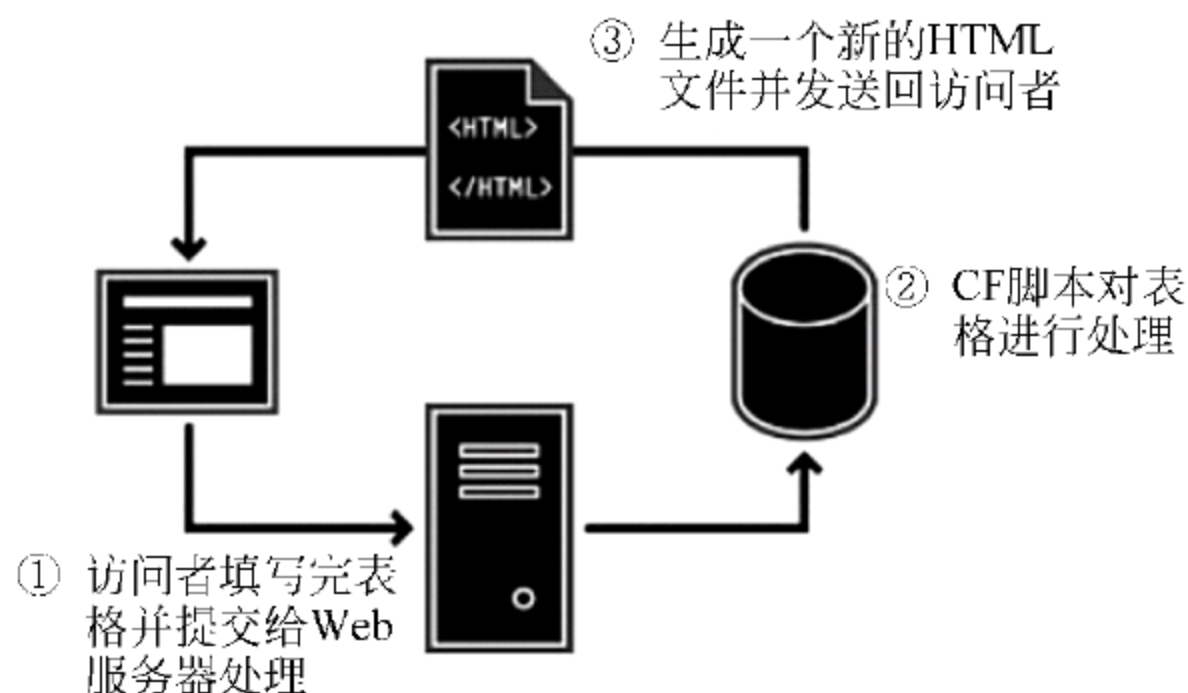 ③ 生成一个新的HTML
文件并发送回访问者
<HTML>
</HTML>
② CF脚本对表
格进行处理
① 访问者填写完表
格并提交给Web
服务器处理